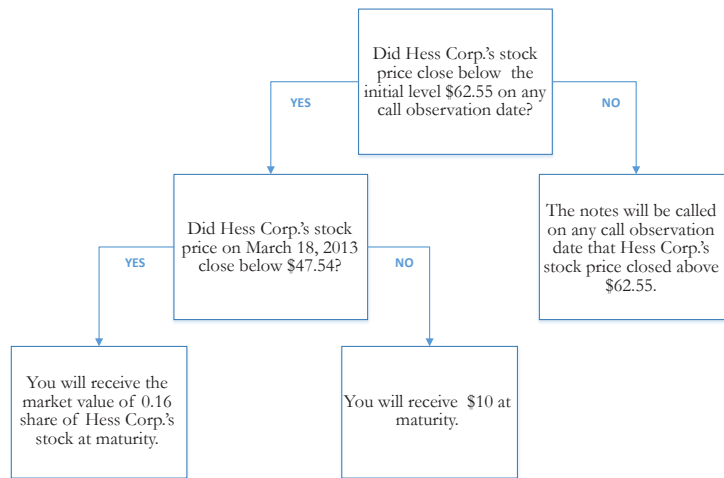 Did Hess Corp.'s stock
price close below the
initial level $62.55 on any
call observation date?
YES
NO
Did Hess Corp.'s stock
price on March 18, 2013
close below $47.54?
The notes will be called
on any call observation
date that Hess Corp.'s
stock price closed above
$62.55.
YES
NO
You will receive the
market value of 0.16
share of Hess Corp.'s
stock at maturity.
You will receive $10 at
maturity.